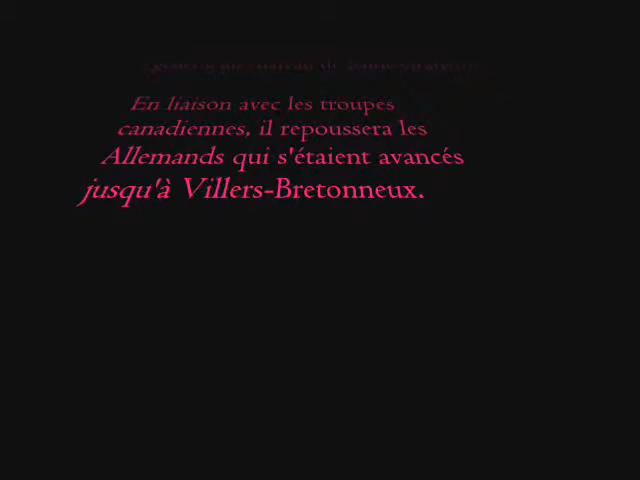 En liaison avec les troupes
canadiennes, il repoussera les
Allemands qui s'étaient avancés
jusqu'à Villers-Bretonneux.